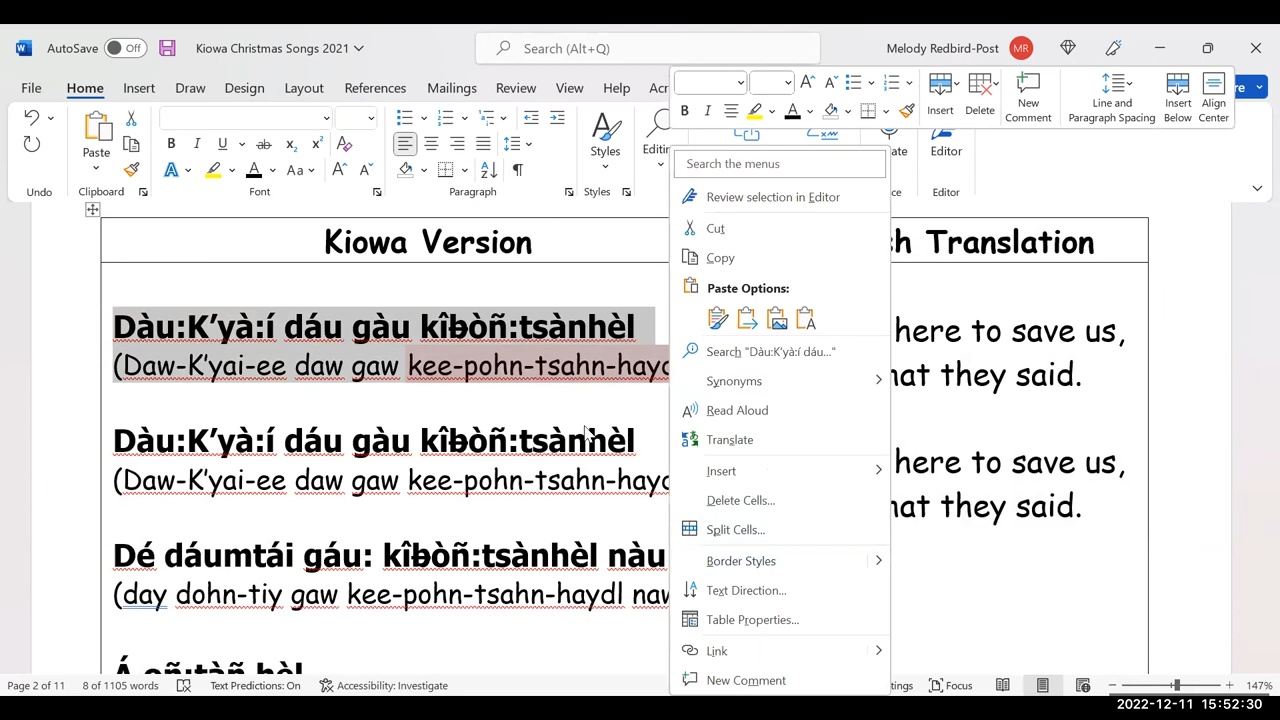 AutoSave Off Kiowa Christmas Songs 2021 Search (Alt+Q) Melody Redbird-Post MR
File Home Insert Draw Design Layout References Mailings Review View Help
Paste
Styles
Undo Clipboard Font Paragraph Styles Editor
Insert Delete New Comment Line and Paragraph Spacing Insert Below Align Center
Editor
Kiowa Version
Translation
Dàu:K'yà:í dáu gàu kîbòñ:tsànhèl
(Daw-K'yai-ee daw gaw kee-pohn-tsahn-hayd
here to save us,
they said.
Dàu:K'yà:í dáu gàu kîbòñ:tsànhèl
(Daw-K'yai-ee daw gaw kee-pohn-tsahn-hayd
here to save us,
they said.
Dé dáumtái gáu: kîbòñ:tsànhèl nàu
(day dohn-tiy gaw kee-pohn-tsahn-haydl naw
Á oñ:tàñ hèl
Search the menus
Review selection in Editor
Cut
Copy
Paste Options:
Search "Dàu:K'yà:í dáu..."
Synonyms
Read Aloud
Translate
Insert
Delete Cells...
Split Cells...
Border Styles
Text Direction...
Table Properties...
Link
New Comment
Page 2 of 11 8 of 1105 words Text Predictions: On Accessibility: Investigate Focus 147%
2022-12-11 15:52:30